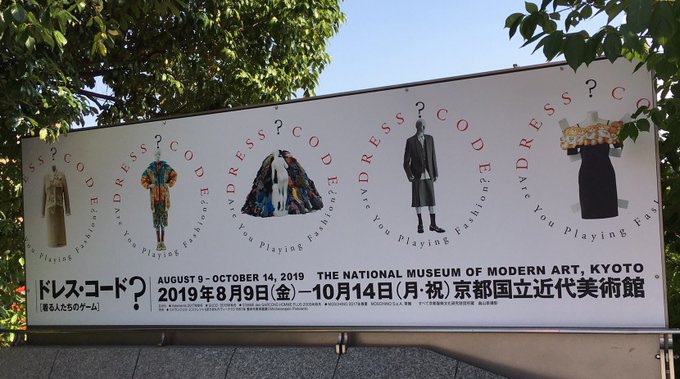 DRESS ? CODE
Are You Playing Fashion?
DRESS ? CODE
Are You Playing Fashion?
DRESS ? CODE
Are You Playing Fashion?
DRESS ? CODE
Are You Playing Fashion?
DRESS ? CO
Are You Playing Fas
ドレス・コード?
[着る人たちのゲーム]
AUGUST 9 – OCTOBER 14, 2019 THE NATIONAL MUSEUM OF MODERN ART, KYOTO
2019年8月9日(金)―10月14日(月・祝)京都国立近代美術館